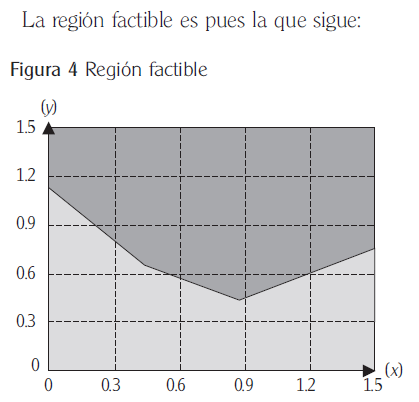 La región factible es pues la que sigue:
Figura 4 Región factible
(y)
1.5
1.2
0.9
0.6
0.3
0
(x)
0 0.3 0.6 0.9 1.2 1.5